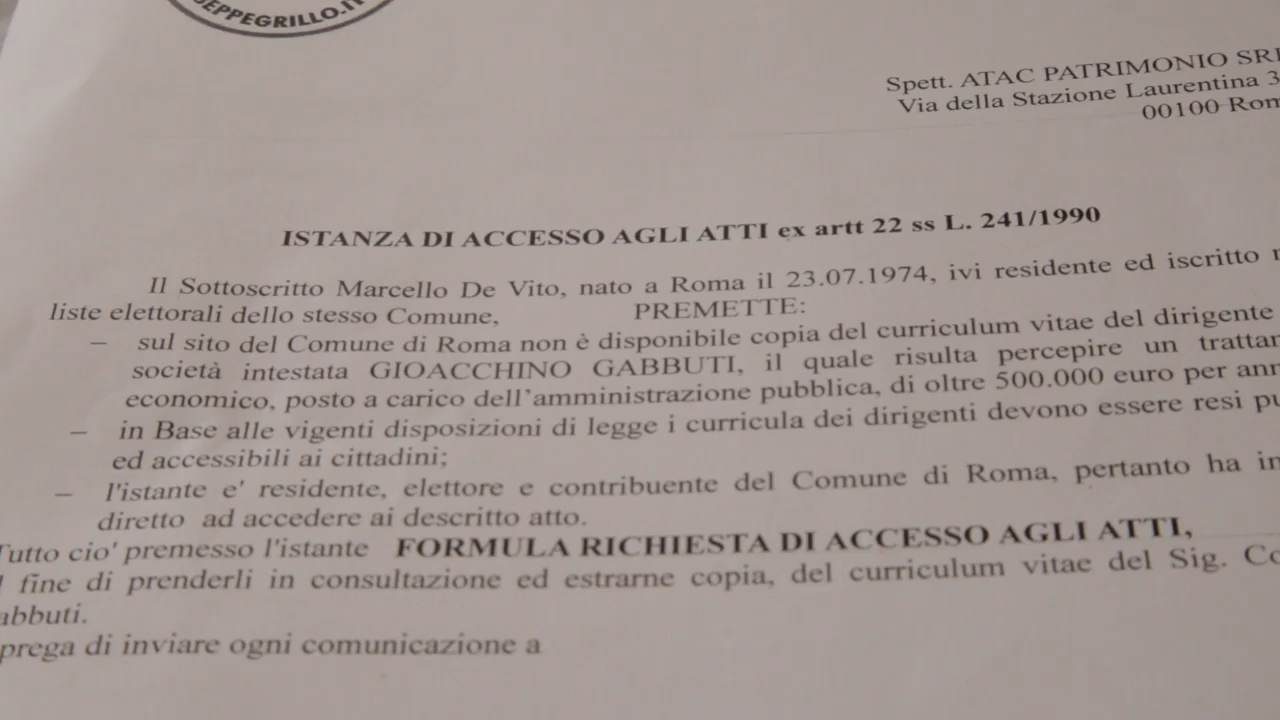 EPPEGRILLO.IT
Spett. ATAC PATRIMONIO SRL
Via della Stazione Laurentina 3
00100 Rom
ISTANZA DI ACCESSO AGLI ATTI ex artt 22 ss L. 241/1990
Il Sottoscritto Marcello De Vito, nato a Roma il 23.07.1974, ivi residente ed iscritto
liste elettorali dello stesso Comune, PREMETTE:
– sul sito del Comune di Roma non è disponibile copia del curriculum vitae del dirigente
società intestata GIOACCHINO GABBUTI, il quale risulta percepire un trattam
economico, posto a carico dell'amministrazione pubblica, di oltre 500.000 euro per ann
– in Base alle vigenti disposizioni di legge i curricula dei dirigenti devono essere resi pu
ed accessibili ai cittadini;
– l'istante e' residente, elettore e contribuente del Comune di Roma, pertanto ha in
diretto ad accedere ai descritto atto.
Tutto cio' premesso l'istante FORMULA RICHIESTA DI ACCESSO AGLI ATTI,
l fine di prenderli in consultazione ed estrarne copia, del curriculum vitae del Sig. Co
abbuti.
prega di inviare ogni comunicazione a